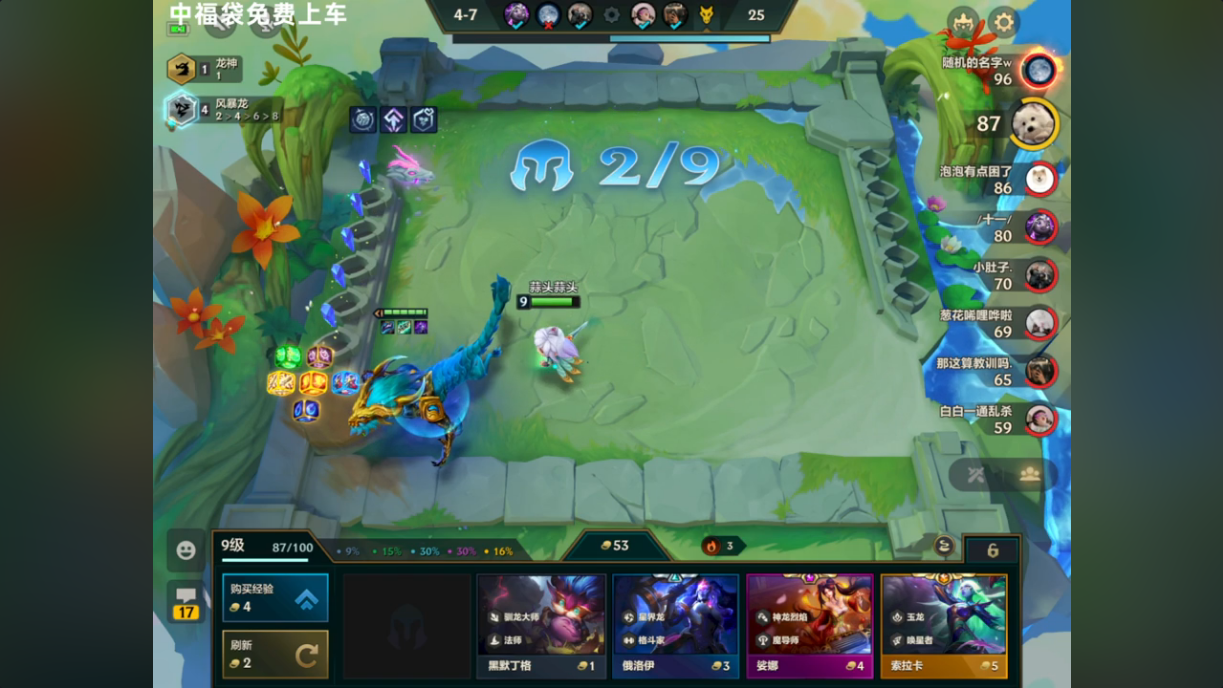 中福袋免费上车
4-7
25
1
龙神
1
4
风暴龙
2 > 4 > 6 > 8
2/9
随机的名字w
96
87
泡泡有点困了
86
/十一/
80
小肚子.
70
葱花唏哩哗啦
69
那这算教训吗.
65
白白一通乱杀
59
蒜头蒜头
9
9级
87/100
9%
15%
30%
30%
16%
53
3
6
购买经验
4
刷新
2
17
驯龙大师
法师
黑默丁格
1
星界龙
格斗家
俄洛伊
3
神龙烈焰
魔导师
娑娜
4
玉龙
唤星者
索拉卡
5